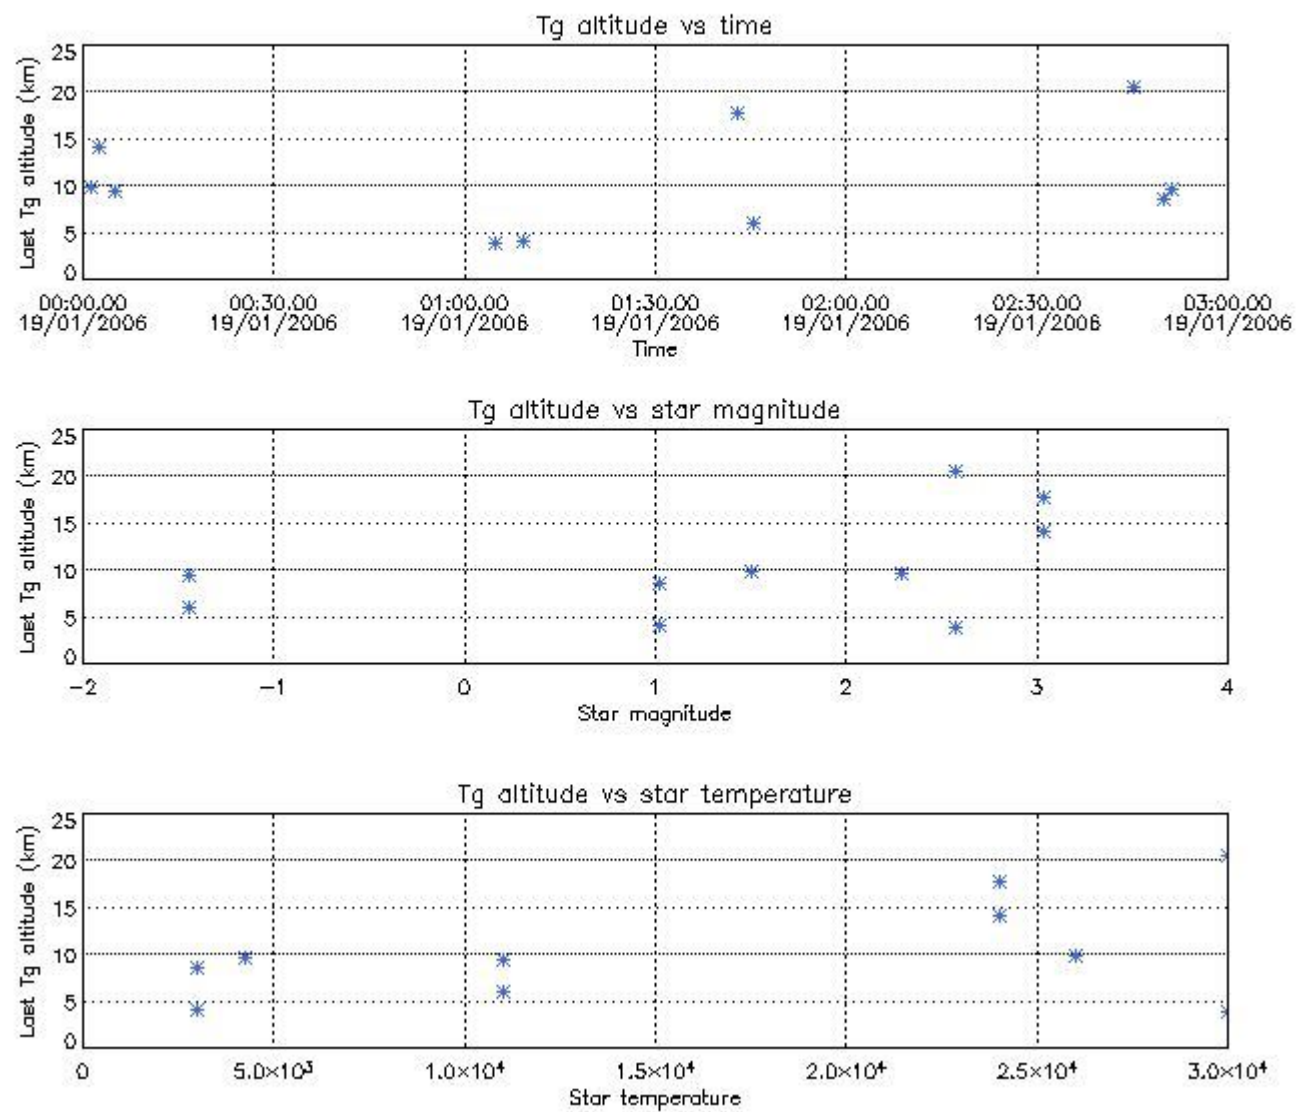 Tg altitude vs time
Last Tg altitude (km)
25
20
15
10
5
0
00:00.00 00:30.00 01:00.00 01:30.00 02:00.00 02:30.00 03:00.00
19/01/2006 19/01/2006 19/01/2006 19/01/2006 19/01/2006 19/01/2006 19/01/2006
Time
Tg altitude vs star magnitude
Last Tg altitude (km)
25
20
15
10
5
0
-2 -1 0 1 2 3 4
Star magnitude
Tg altitude vs star temperature
Last Tg altitude (km)
25
20
15
10
5
0
0 5.0×10³ 1.0×10⁴ 1.5×10⁴ 2.0×10⁴ 2.5×10⁴ 3.0×10⁴
Star temperature